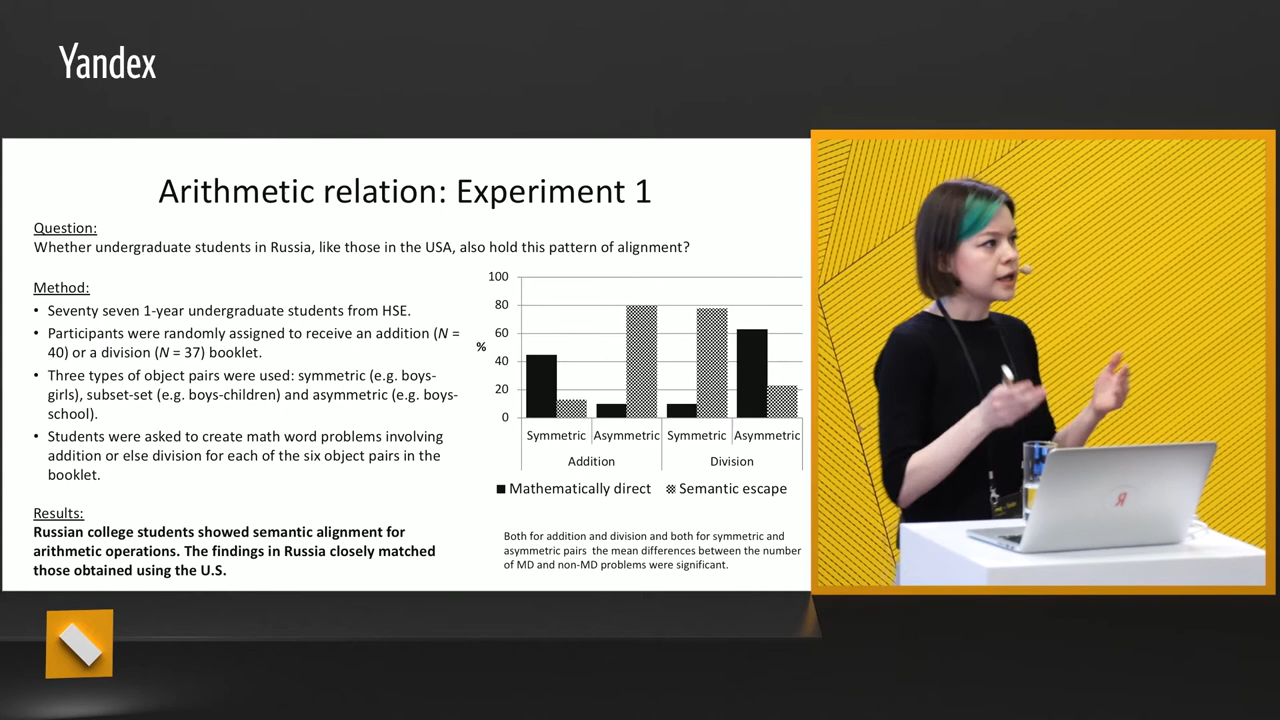 Yandex
Arithmetic relation: Experiment 1
Question:
Whether undergraduate students in Russia, like those in the USA, also hold this pattern of alignment?
Method:
• Seventy seven 1-year undergraduate students from HSE.
• Participants were randomly assigned to receive an addition (N =
40) or a division (N = 37) booklet.
• Three types of object pairs were used: symmetric (e.g. boys-
girls), subset-set (e.g. boys-children) and asymmetric (e.g. boys-
school).
• Students were asked to create math word problems involving
addition or else division for each of the six object pairs in the
booklet.
Results:
Russian college students showed semantic alignment for
arithmetic operations. The findings in Russia closely matched
those obtained using the U.S.
100
80
60
%
40
20
0
Symmetric Asymmetric Symmetric Asymmetric
Addition Division
Mathematically direct Semantic escape
Both for addition and division and both for symmetric and
asymmetric pairs the mean differences between the number
of MD and non-MD problems were significant.
Я